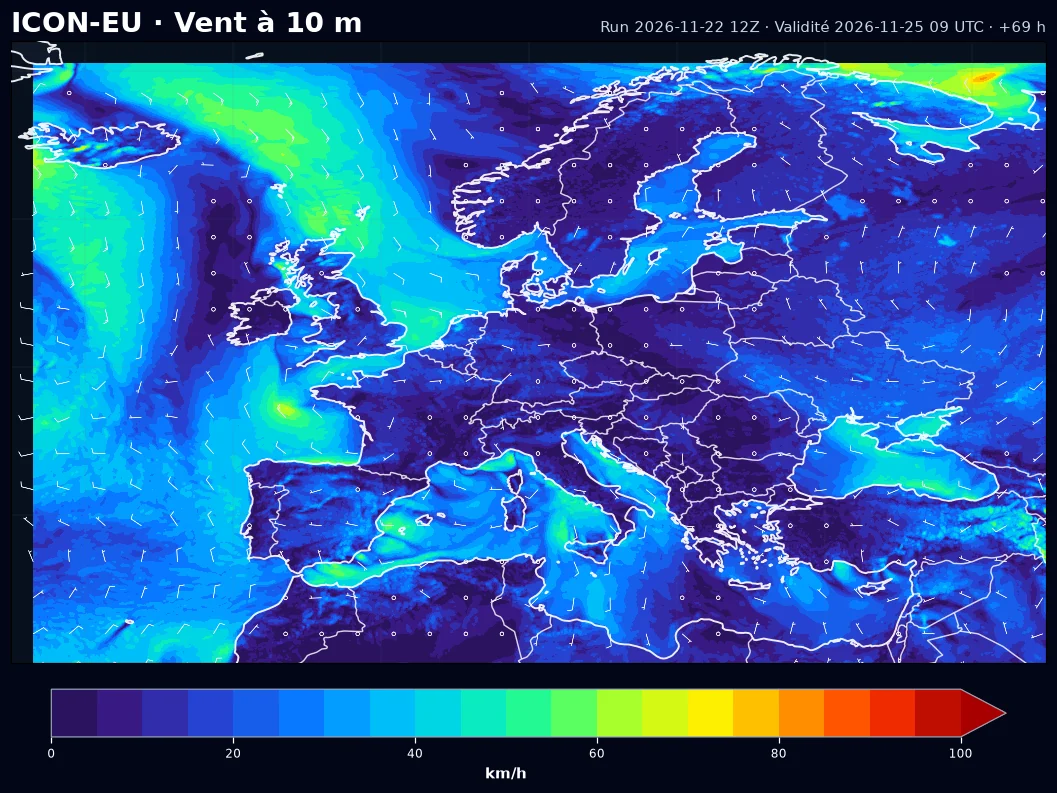 ICON-EU · Vent à 10 m
Run 2026-11-22 12Z · Validité 2026-11-25 09 UTC · +69 h
0 20 40 60 80 100
km/h